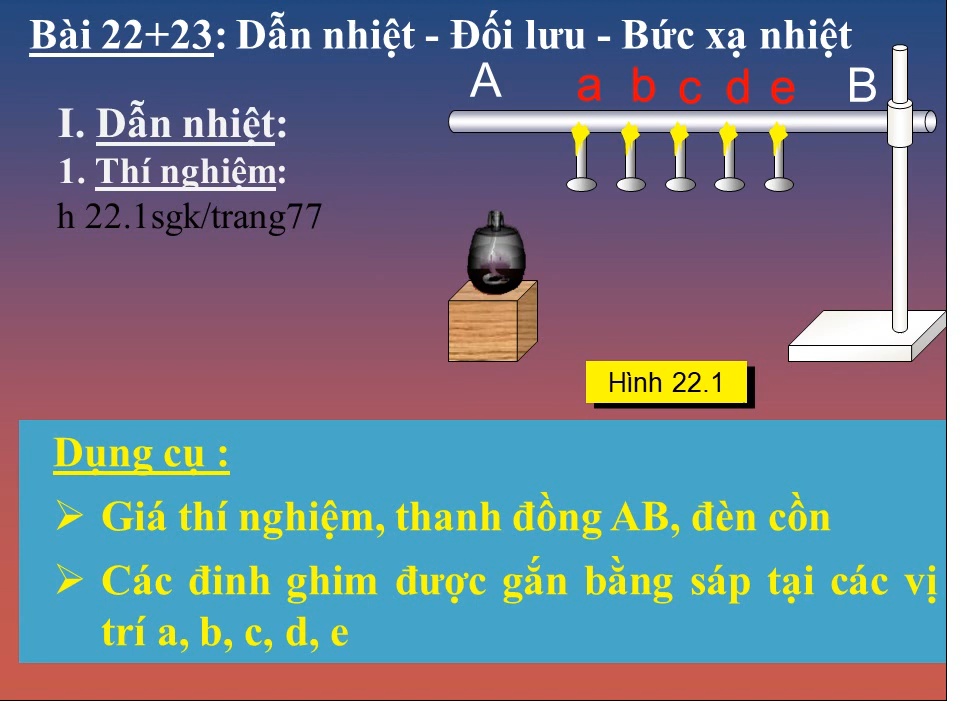 Bài 22+23: Dẫn nhiệt - Đối lưu - Bức xạ nhiệt
A a b c d e B
I. Dẫn nhiệt:
1. Thí nghiệm:
h 22.1sgk/trang77
Hình 22.1
Dụng cụ :
➢ Giá thí nghiệm, thanh đồng AB, đèn cồn
➢ Các đinh ghim được gắn bằng sáp tại các vị
trí a, b, c, d, e